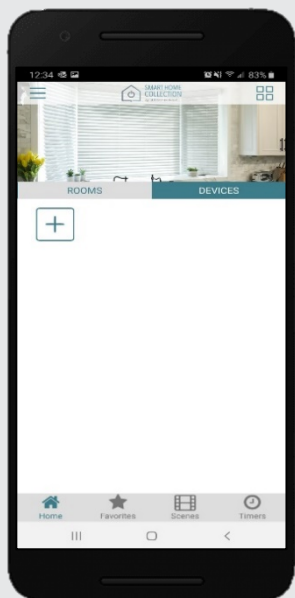 12:34
83%
SMART HOME
COLLECTION
ROOMS
DEVICES
Home
Favorites
Scenes
Timers